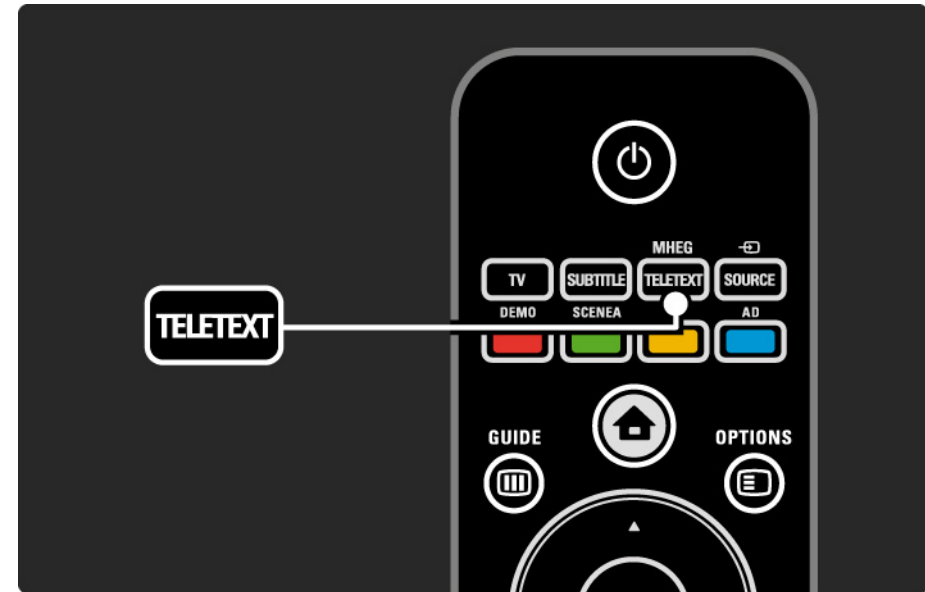 MHEG
TV SUBTITLE TELETEXT SOURCE
DEMO SCENEA AD
TELETEXT
GUIDE OPTIONS